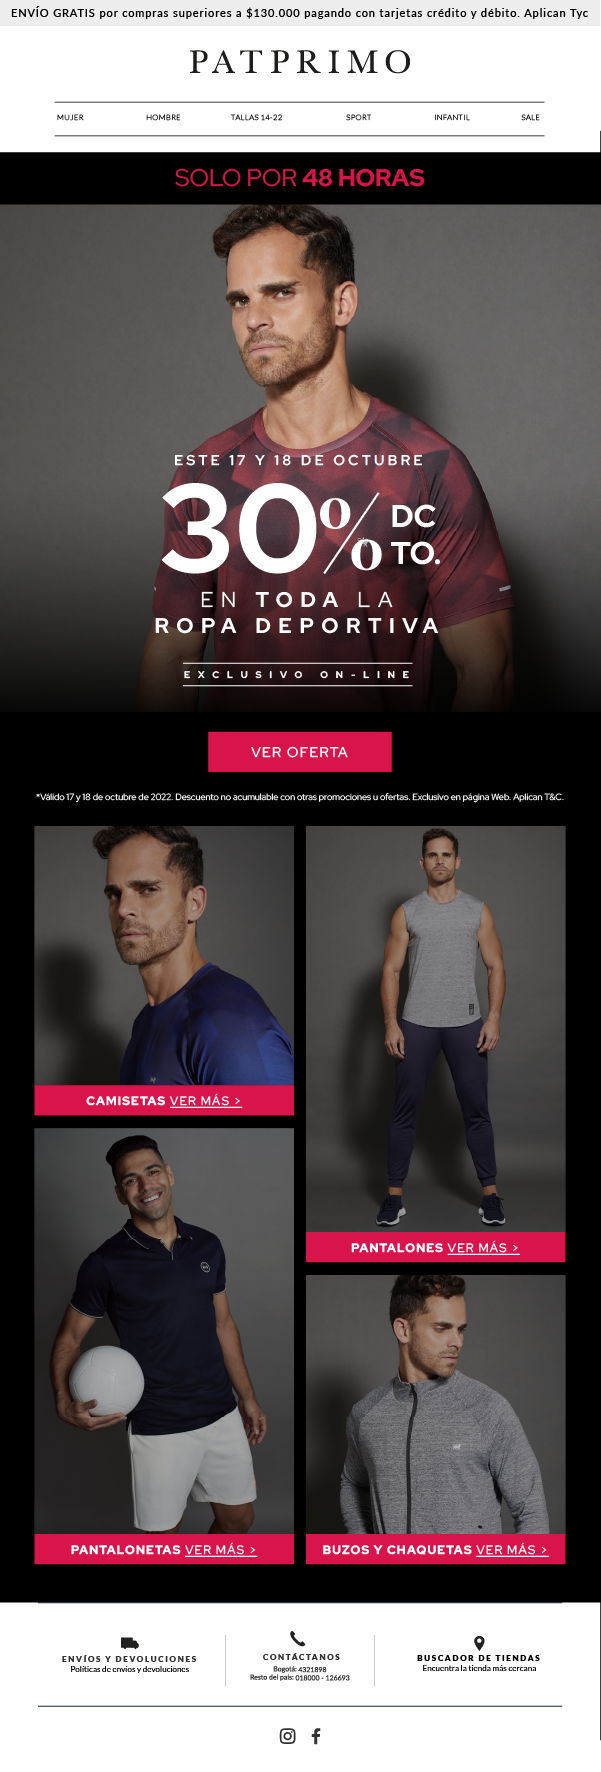 ENVÍO GRATIS por compras superiores a $130.000 pagando con tarjetas crédito y débito. Aplican Tyc
PATPRIMO
MUJER HOMBRE TALLAS 14-22 SPORT INFANTIL SALE
SOLO POR 48 HORAS
ESTE 17 Y 18 DE OCTUBRE
30% DC
TO.
EN TODA LA
ROPA DEPORTIVA
EXCLUSIVO ON-LINE
VER OFERTA
*Válido 17 y 18 de octubre de 2022. Descuento no acumulable con otras promociones u ofertas. Exclusivo en página Web. Aplican T&C.
CAMISETAS VER MÁS >
PANTALONES VER MÁS >
PANTALONETAS VER MÁS >
BUZOS Y CHAQUETAS VER MÁS >
ENVÍOS Y DEVOLUCIONES
Políticas de envíos y devoluciones
CONTÁCTANOS
Bogotá: 4321898
Resto del país: 018000 - 126693
BUSCADOR DE TIENDAS
Encuentra la tienda más cercana